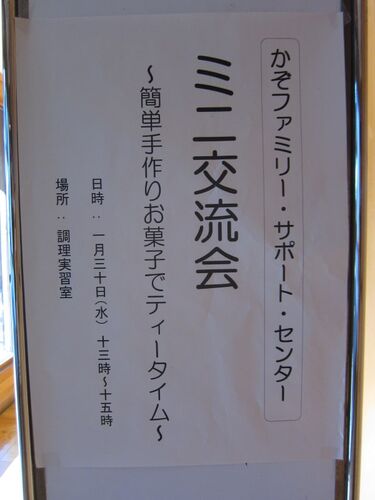 かぞファミリー・サポート・センター
ミニ交流会
～簡単手作りお菓子でティータイム～
日時：一月三十日(水) 十三時～十五時
場所：調理実習室